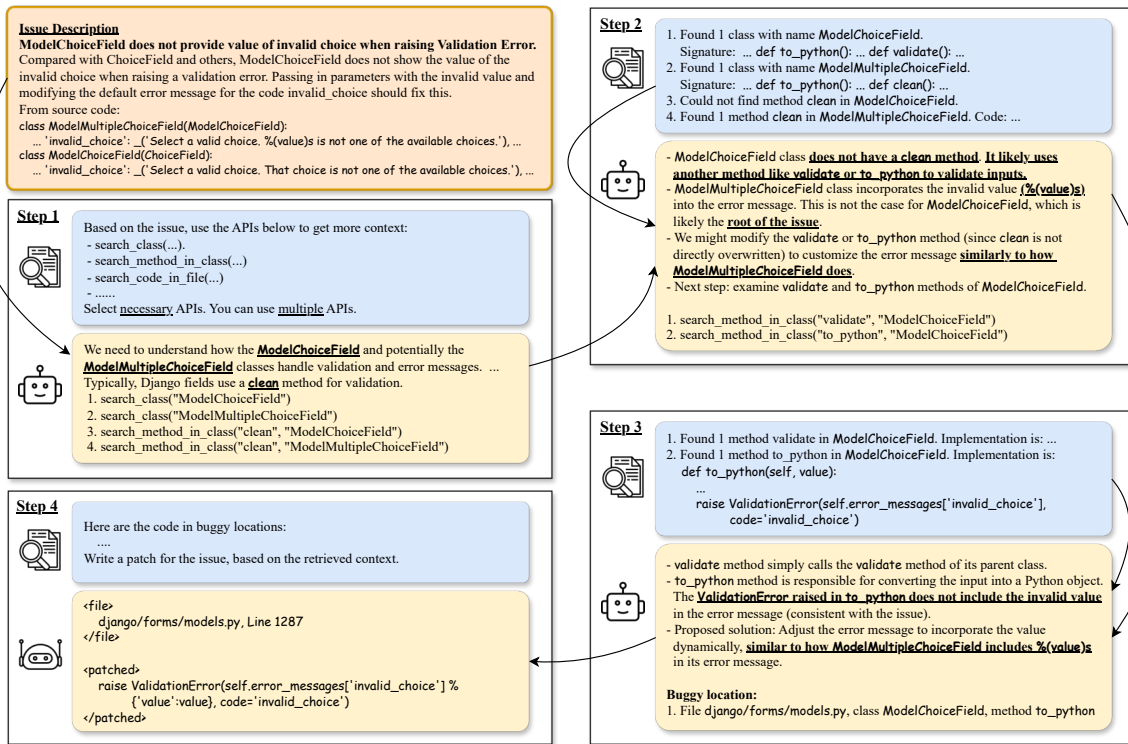 Issue Description
ModelChoiceField does not provide value of invalid choice when raising Validation Error.
Compared with ChoiceField and others, ModelChoiceField does not show the value of the
invalid choice when raising a validation error. Passing in parameters with the invalid value and
modifying the default error message for the code invalid_choice should fix this.
From source code:
class ModelMultipleChoiceField(ModelChoiceField):
... 'invalid_choice': _('Select a valid choice. %(value)s is not one of the available choices.'), ...
class ModelChoiceField(ChoiceField):
... 'invalid_choice': _('Select a valid choice. That choice is not one of the available choices.'), ...
Step 1
Based on the issue, use the APIs below to get more context:
- search_class(...).
- search_method_in_class(...)
- search_code_in_file(...)
- ......
Select necessary APIs. You can use multiple APIs.
We need to understand how the ModelChoiceField and potentially the
ModelMultipleChoiceField classes handle validation and error messages. ...
Typically, Django fields use a clean method for validation.
1. search_class("ModelChoiceField")
2. search_class("ModelMultipleChoiceField")
3. search_method_in_class("clean", "ModelChoiceField")
4. search_method_in_class("clean", "ModelMultipleChoiceField")
Step 2
1. Found 1 class with name ModelChoiceField.
Signature: ... def to_python(): ... def validate(): ...
2. Found 1 class with name ModelMultipleChoiceField.
Signature: ... def to_python(): ... def clean(): ...
3. Could not find method clean in ModelChoiceField.
4. Found 1 method clean in ModelMultipleChoiceField. Code: ...
- ModelChoiceField class does not have a clean method. It likely uses
another method like validate or to_python to validate inputs.
- ModelMultipleChoiceField class incorporates the invalid value (%(value)s)
into the error message. This is not the case for ModelChoiceField, which is
likely the root of the issue.
- We might modify the validate or to_python method (since clean is not
directly overwritten) to customize the error message similarly to how
ModelMultipleChoiceField does.
- Next step: examine validate and to_python methods of ModelChoiceField.
1. search_method_in_class("validate", "ModelChoiceField")
2. search_method_in_class("to_python", "ModelChoiceField")
Step 3
1. Found 1 method validate in ModelChoiceField. Implementation is: ...
2. Found 1 method to_python in ModelChoiceField. Implementation is:
def to_python(self, value):
...
raise ValidationError(self.error_messages['invalid_choice'],
code='invalid_choice')
- validate method simply calls the validate method of its parent class.
- to_python method is responsible for converting the input into a Python object.
The ValidationError raised in to_python does not include the invalid value
in the error message (consistent with the issue).
- Proposed solution: Adjust the error message to incorporate the value
dynamically, similar to how ModelMultipleChoiceField includes %(value)s
in its error message.
Buggy location:
1. File django/forms/models.py, class ModelChoiceField, method to_python
Step 4
Here are the code in buggy locations:
....
Write a patch for the issue, based on the retrieved context.
<file>
django/forms/models.py, Line 1287
</file>
<patched>
raise ValidationError(self.error_messages['invalid_choice'] %
{'value':value}, code='invalid_choice')
</patched>